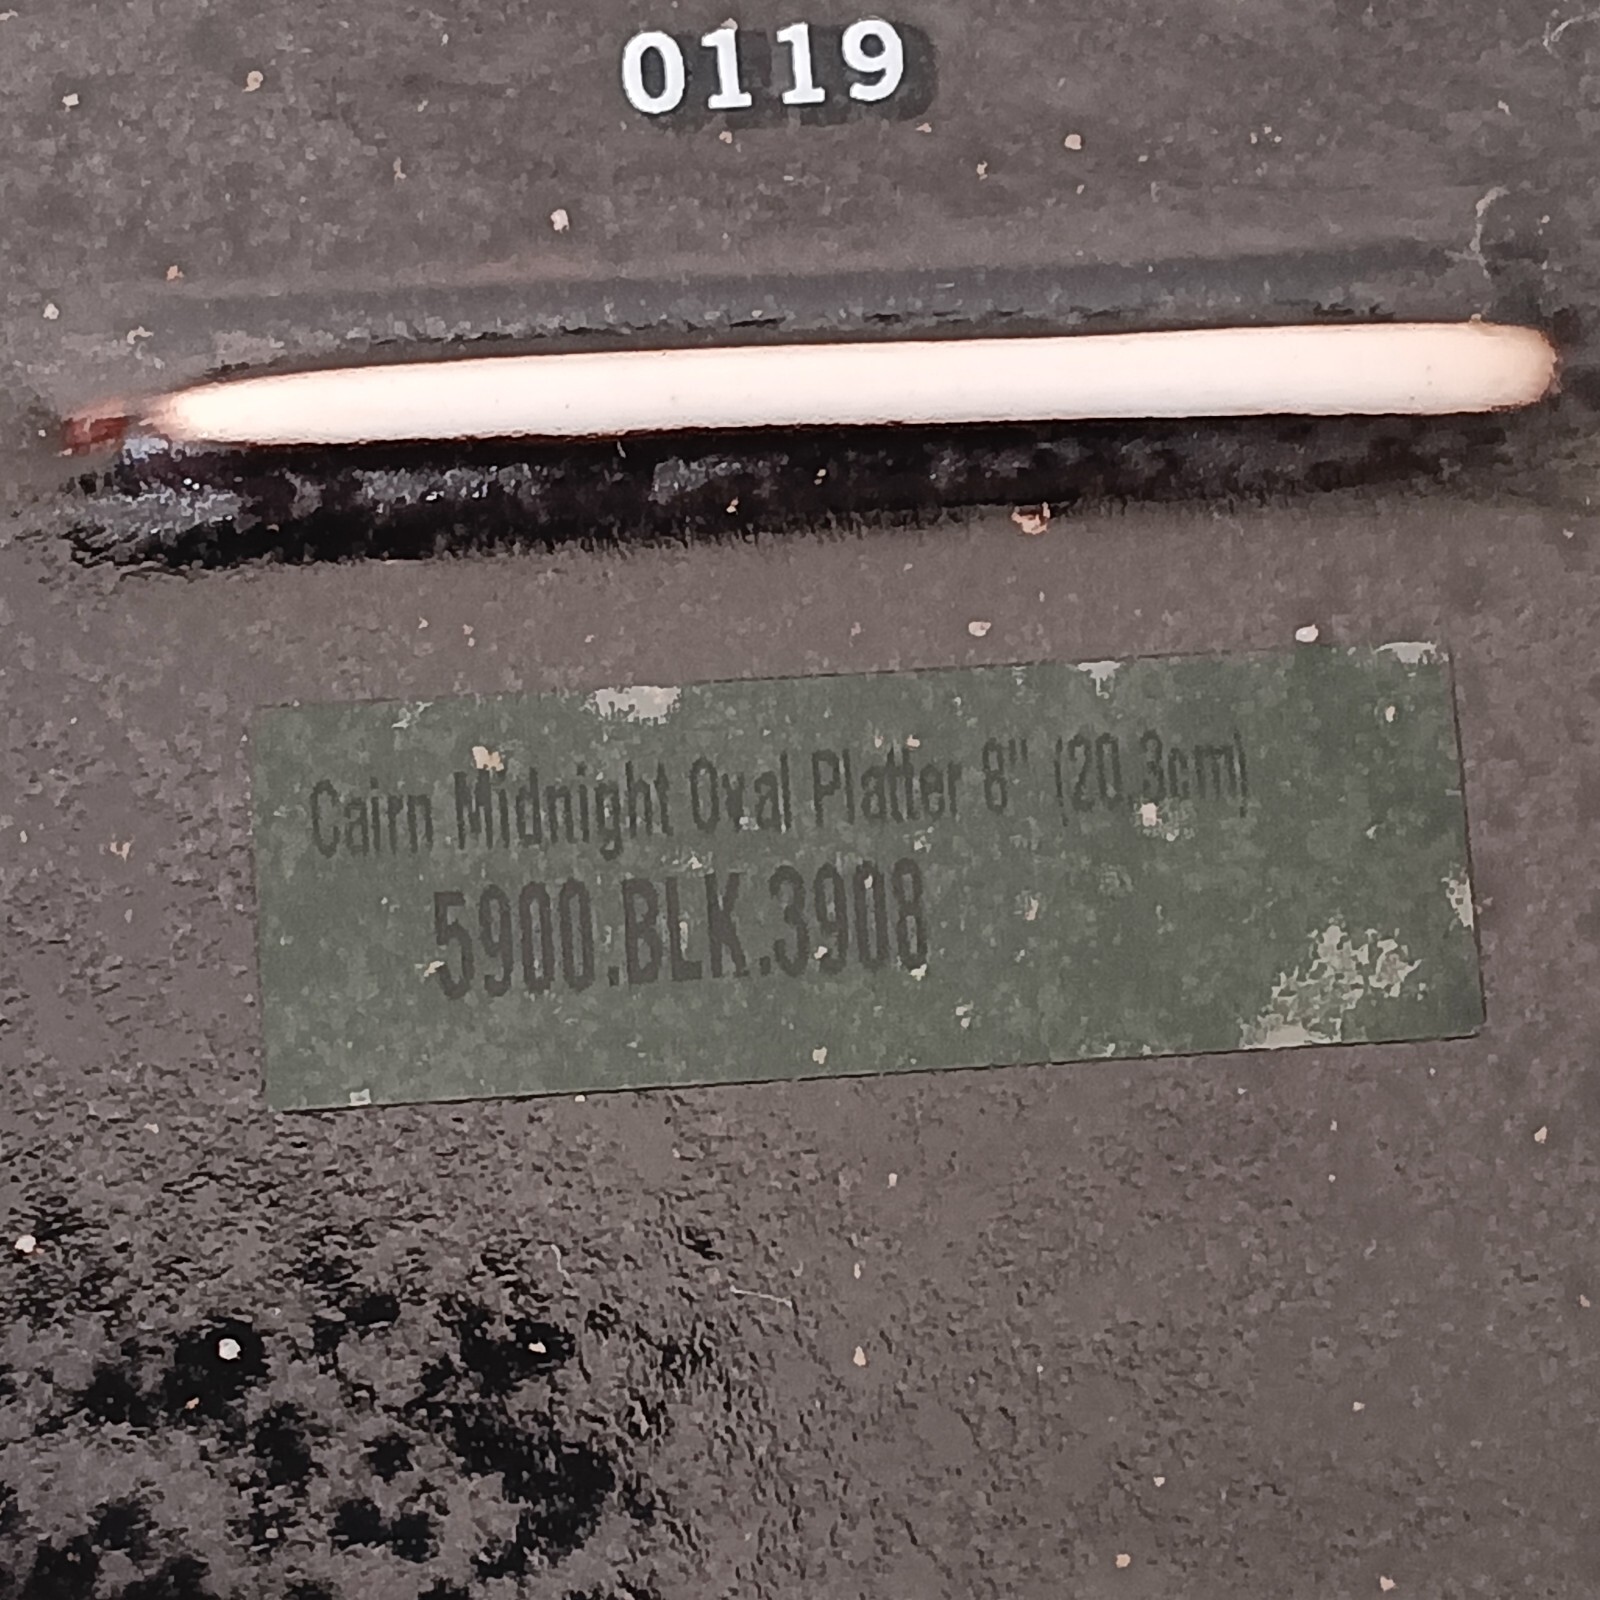 0119
Cairn Midnight Oval Platter 8" (20.3cm)
5900.BLK.3908